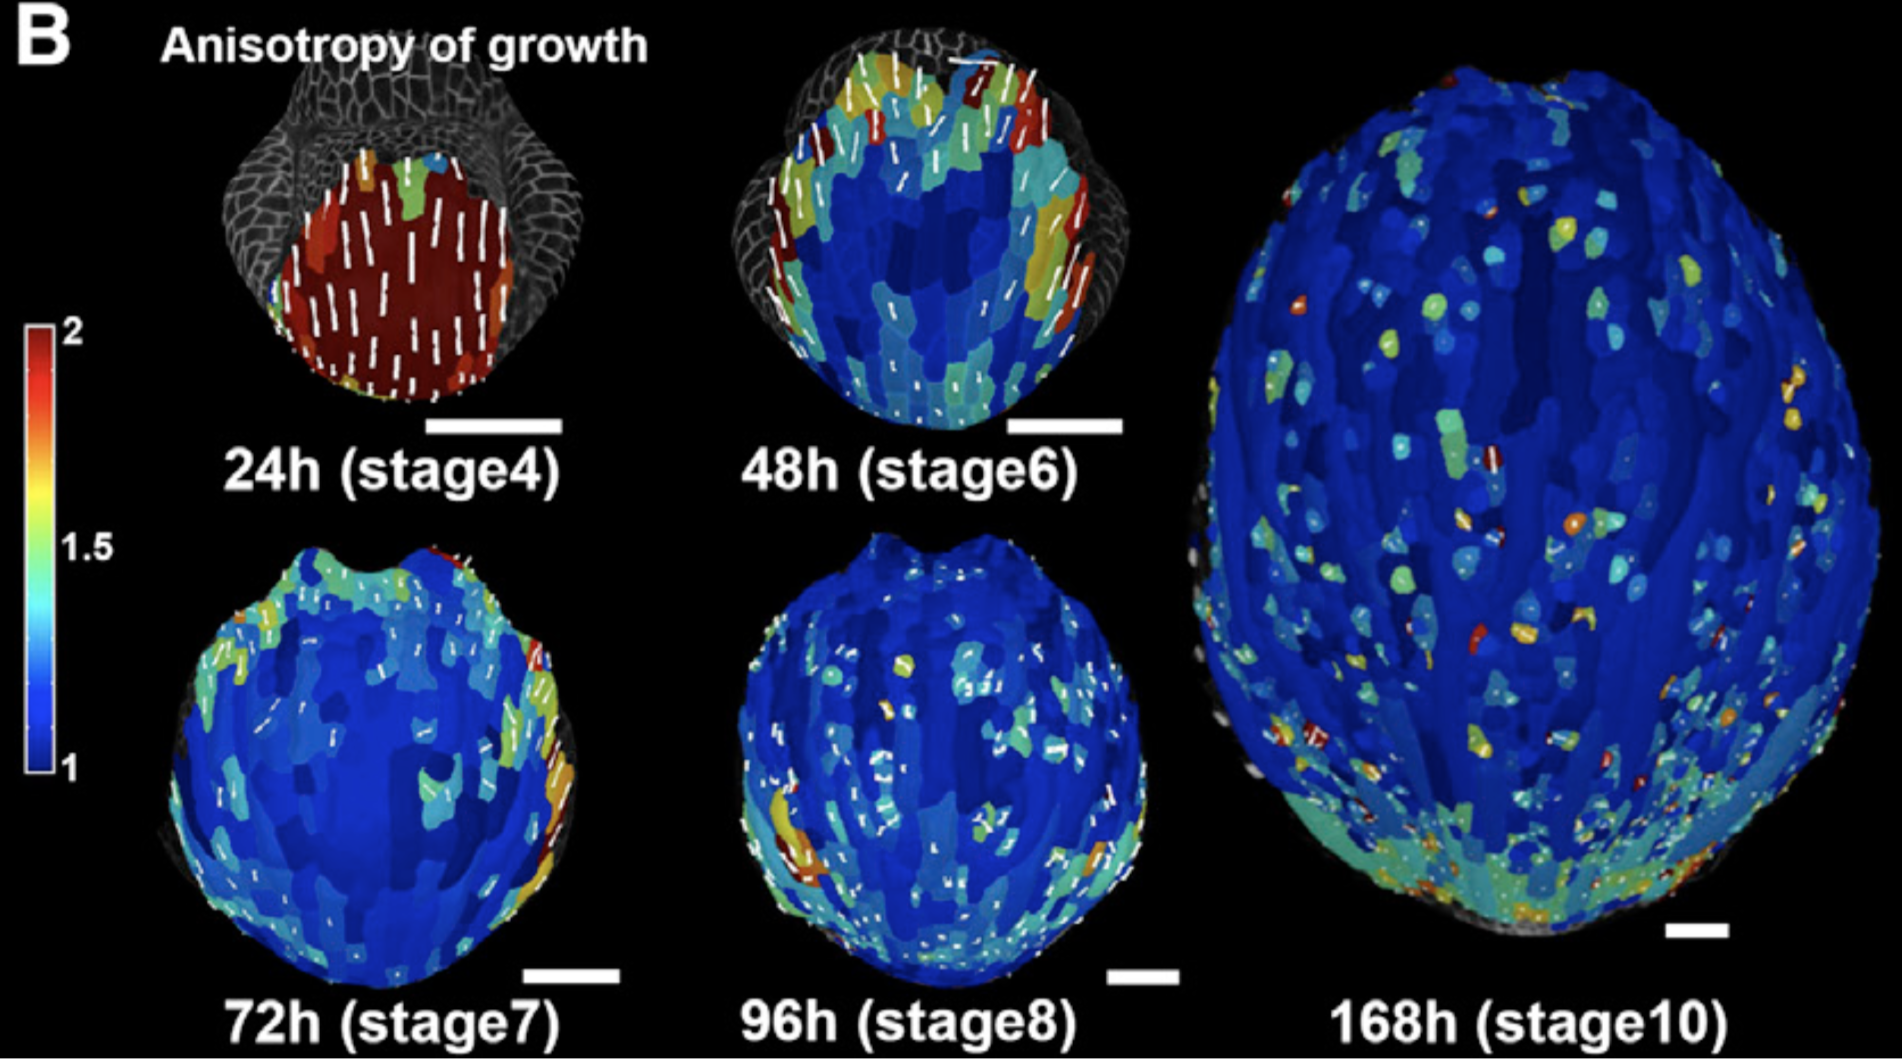 B
Anisotropy of growth
2
1.5
1
24h (stage4)
48h (stage6)
72h (stage7)
96h (stage8)
168h (stage10)